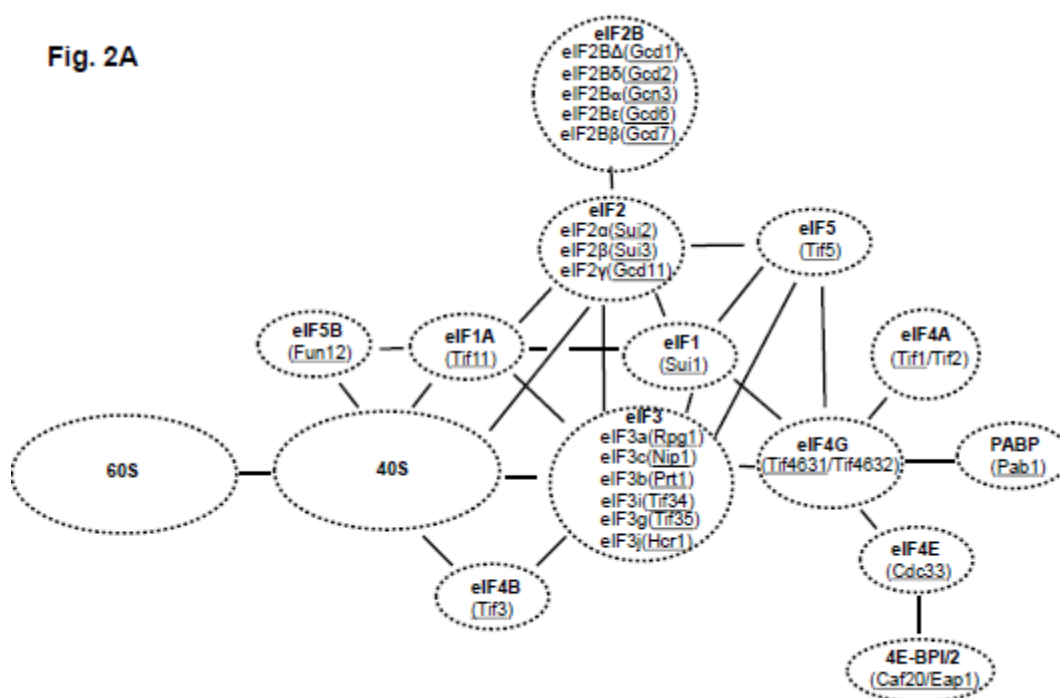 Fig. 2A
eIF2B
eIF2BΔ(Gcd1)
eIF2Bδ(Gcd2)
eIF2Bα(Gcn3)
eIF2Bε(Gcd6)
eIF2Bβ(Gcd7)
eIF2
eIF2α(Sui2)
eIF2β(Sui3)
eIF2γ(Gcd11)
eIF5
(Tif5)
eIF5B
(Fun12)
eIF1A
(Tif11)
eIF1
(Sui1)
eIF4A
(Tif1/Tif2)
60S
40S
eIF3
eIF3a(Rpg1)
eIF3c(Nip1)
eIF3b(Prt1)
eIF3i(Tif34)
eIF3g(Tif35)
eIF3j(Hcr1)
eIF4G
(Tif4631/Tif4632)
PABP
(Pab1)
eIF4B
(Tif3)
eIF4E
(Cdc33)
4E-BPI/2
(Caf20/Eap1)